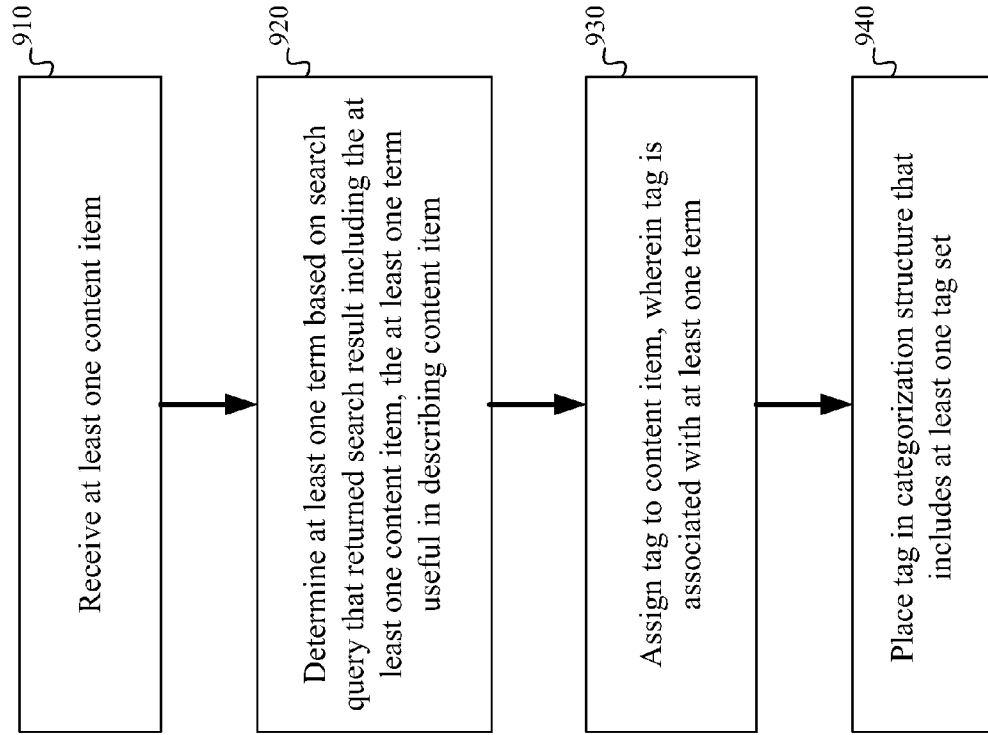 910
Receive at least one content item
920
Determine at least one term based on search
query that returned search result including the at
least one content item, the at least one term
useful in describing content item
930
Assign tag to content item, wherein tag is
associated with at least one term
940
Place tag in categorization structure that
includes at least one tag set